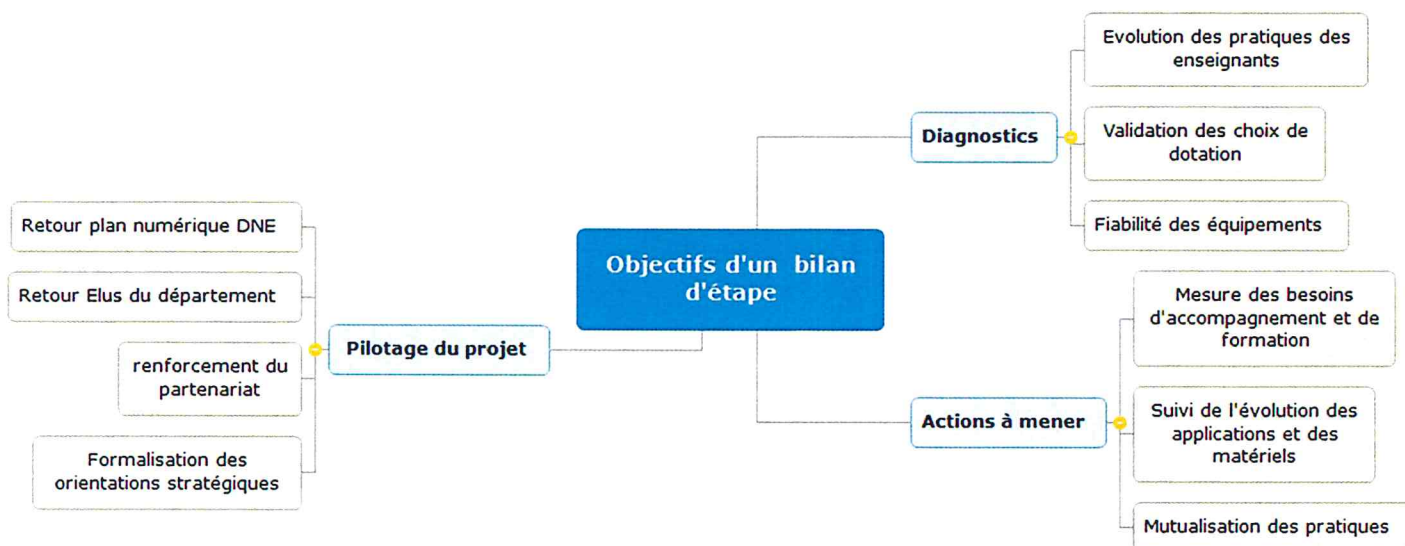 Objectifs d'un bilan
d'étape
Diagnostics
Evolution des pratiques des
enseignants
Validation des choix de
dotation
Fiabilité des équipements
Actions à mener
Mesure des besoins
d'accompagnement et de
formation
Suivi de l'évolution des
applications et des
matériels
Mutualisation des pratiques
Pilotage du projet
Retour plan numérique DNE
Retour Elus du département
renforcement du
partenariat
Formalisation des
orientations stratégiques